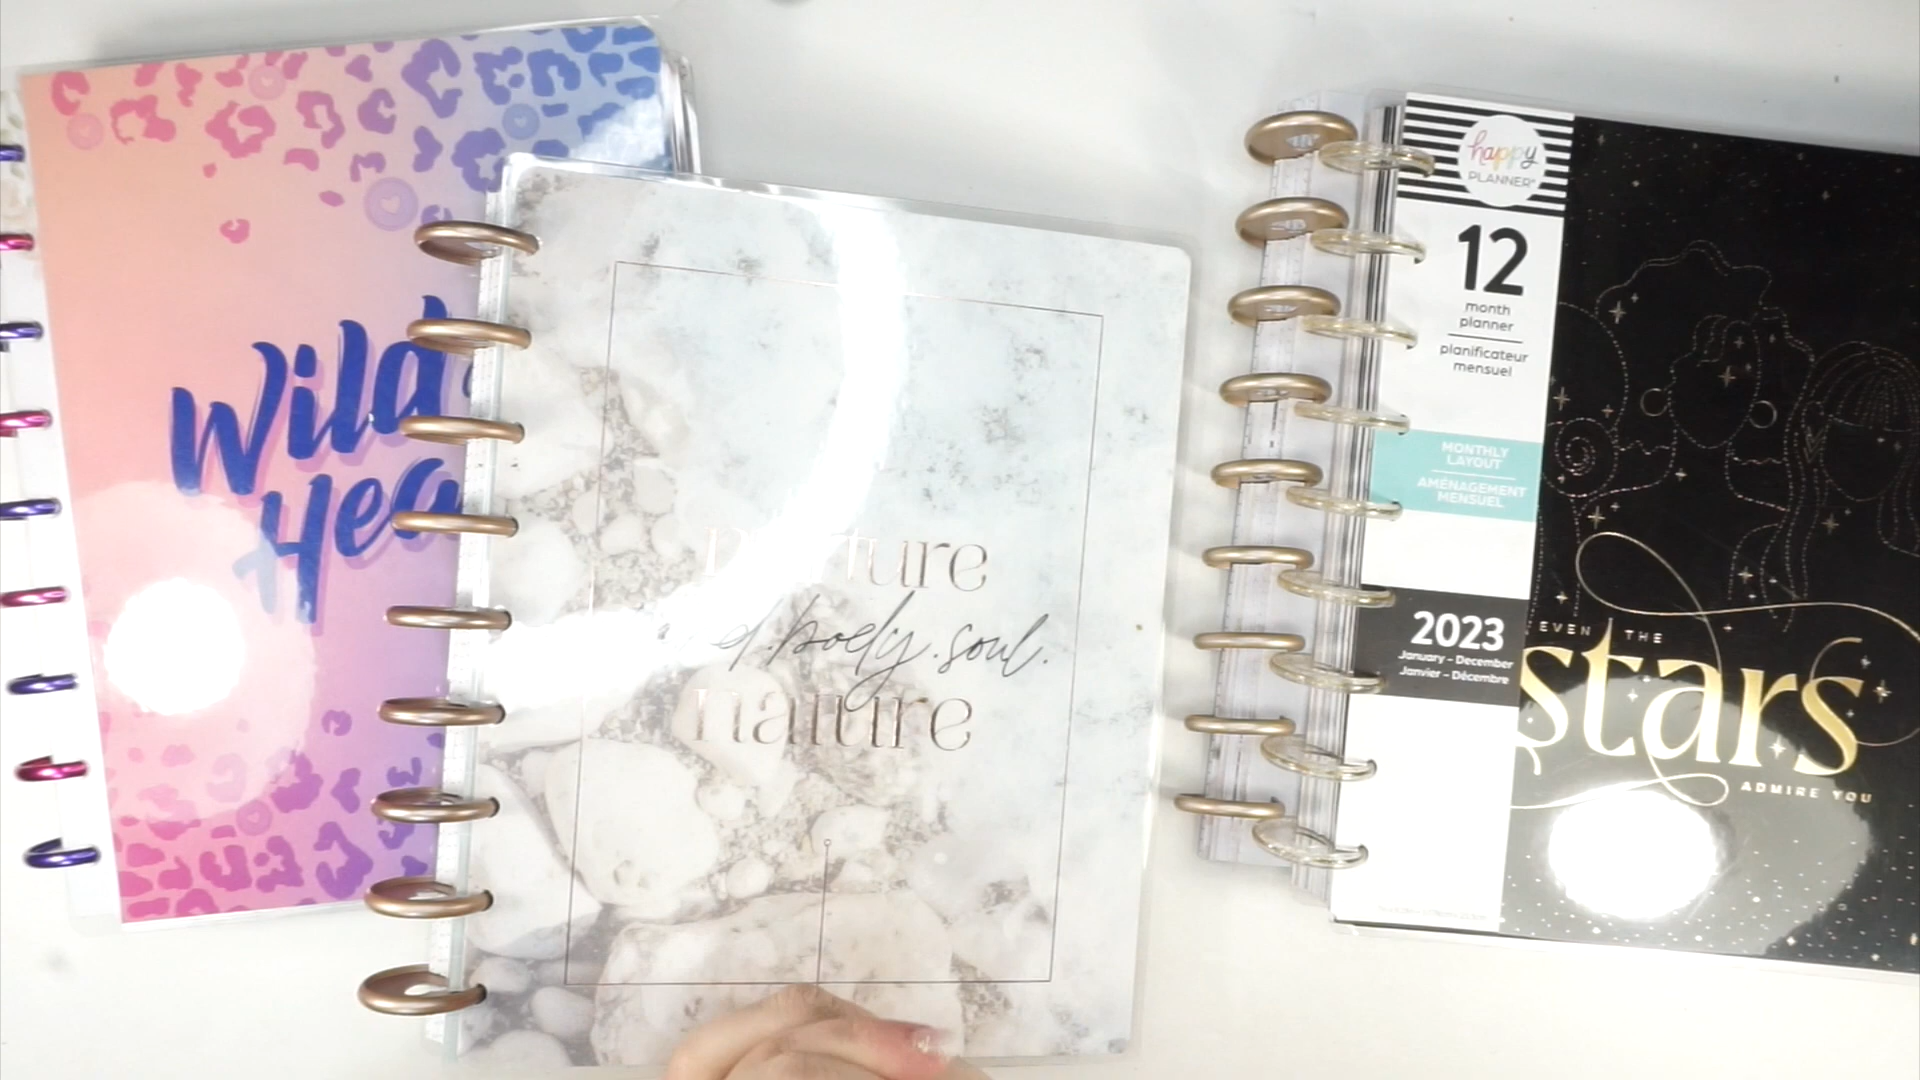 Wild
Hea
nurture
body.soul.
nature
happy
PLANNER
12
month
planner
planificateur
mensuel
MONTHLY
LAYOUT
AMÉNAGEMENT
MENSUEL
2023
January - December
Janvier - Décembre
EVEN THE
stars
ADMIRE YOU